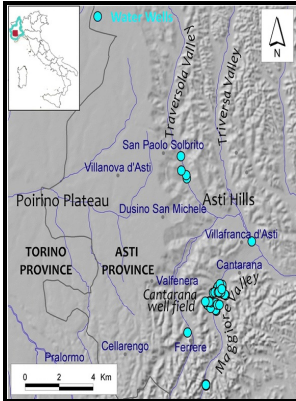 Water Wells
N
Traversola Valley
Triversa Valley
San Paolo Solbrito
Villanova d'Asti
Poirino Plateau
Asti Hills
Dusino San Michele
Villafranca d'Asti
TORINO
PROVINCE
ASTI
PROVINCE
Cantarana
Valfenera
Cantarana
well field
Maggiore Valley
Cellarengo
Ferrere
Pralormo
0 2 4 Km